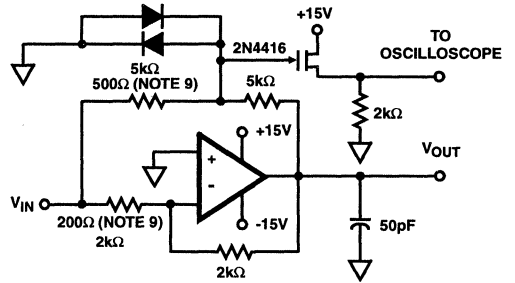 +15V
TO
OSCILLOSCOPE
2N4416
5kΩ
500Ω (NOTE 9)
5kΩ
2kΩ
+15V
+
-
VOUT
VIN
200Ω (NOTE 9)
2kΩ
-15V
50pF
2kΩ